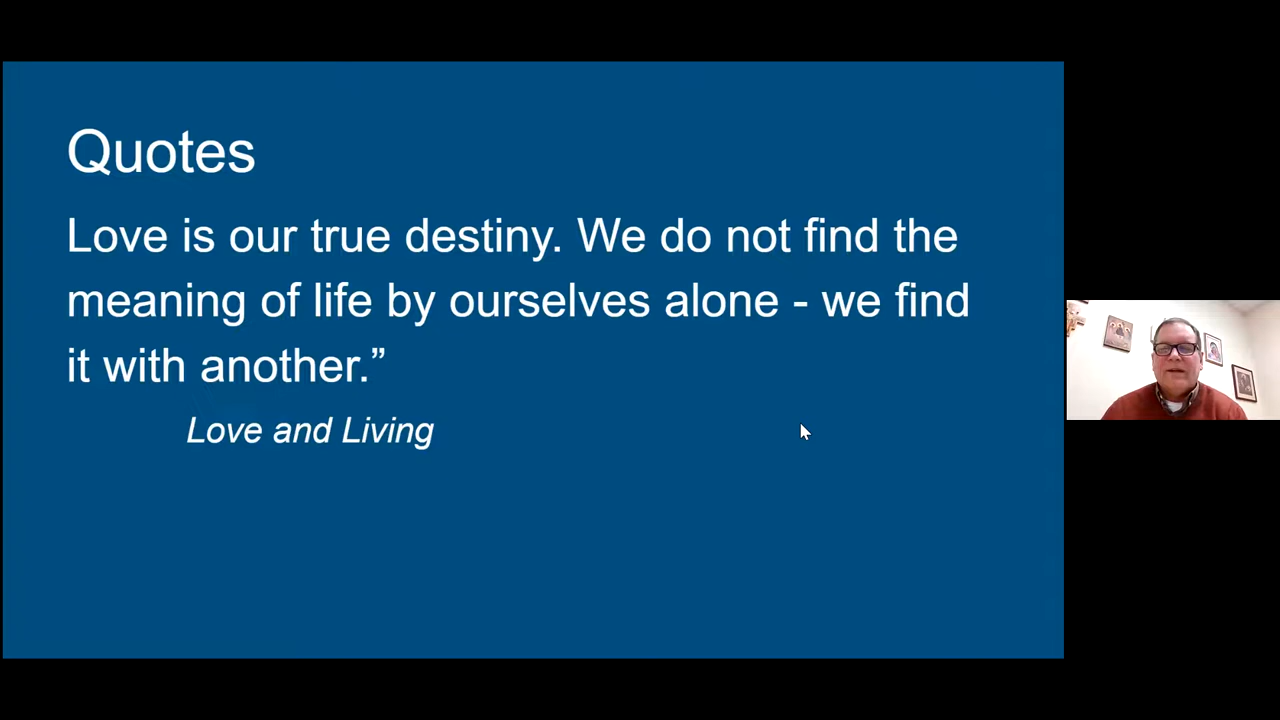 Quotes
Love is our true destiny. We do not find the
meaning of life by ourselves alone - we find
it with another.”
Love and Living